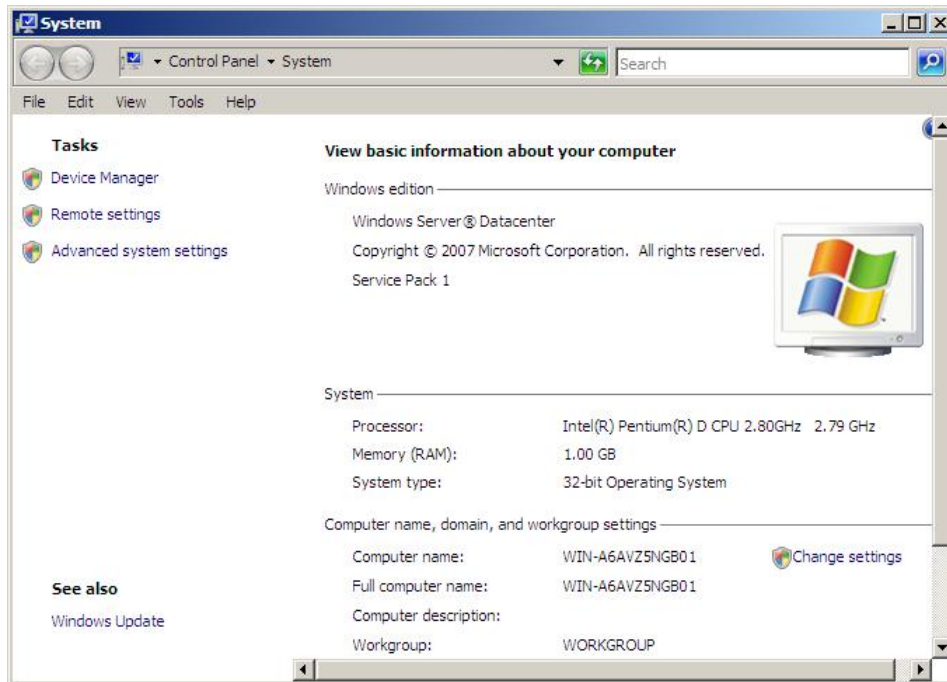 System
Control Panel System
Search
File Edit View Tools Help
Tasks
Device Manager
Remote settings
Advanced system settings
See also
Windows Update
View basic information about your computer
Windows edition
Windows Server® Datacenter
Copyright © 2007 Microsoft Corporation. All rights reserved.
Service Pack 1
System
Processor: Intel(R) Pentium(R) D CPU 2.80GHz 2.79 GHz
Memory (RAM): 1.00 GB
System type: 32-bit Operating System
Computer name, domain, and workgroup settings
Computer name: WIN-A6AVZ5NGB01 Change settings
Full computer name: WIN-A6AVZ5NGB01
Computer description:
Workgroup: WORKGROUP